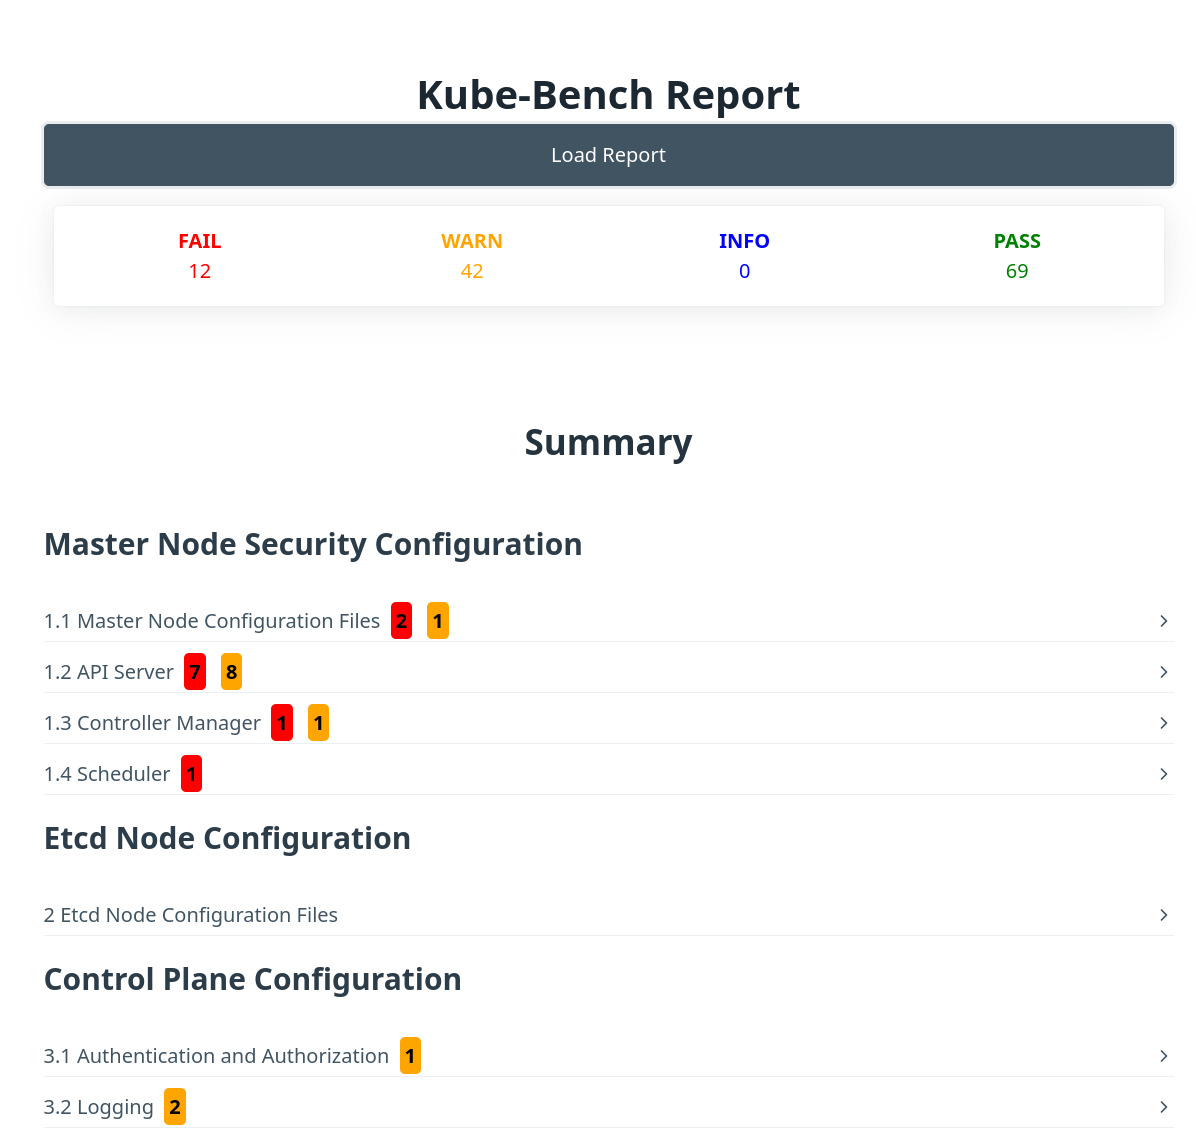 Kube-Bench Report
Load Report
FAIL WARN INFO PASS
12 42 0 69
Summary
Master Node Security Configuration
1.1 Master Node Configuration Files 2 1
1.2 API Server 7 8
1.3 Controller Manager 1 1
1.4 Scheduler 1
Etcd Node Configuration
2 Etcd Node Configuration Files
Control Plane Configuration
3.1 Authentication and Authorization 1
3.2 Logging 2